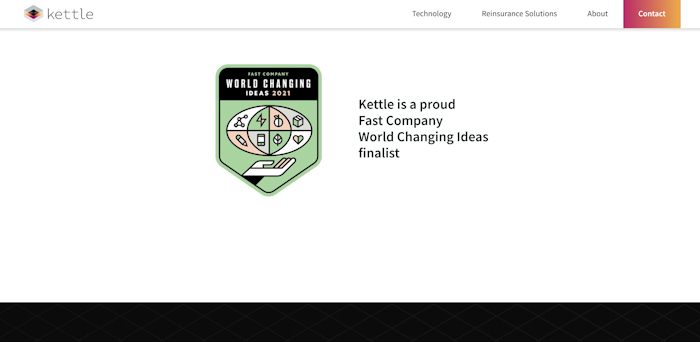 kettle
Technology
Reinsurance Solutions
About
Contact
FAST COMPANY
WORLD CHANGING
IDEAS 2021
Kettle is a proud
Fast Company
World Changing Ideas
finalist